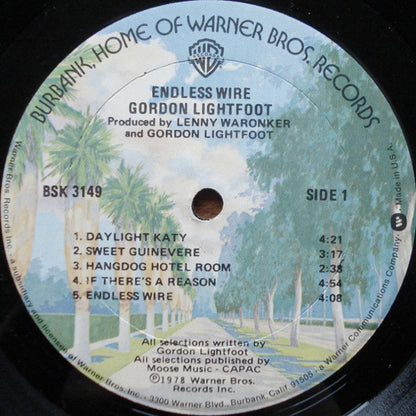 BURBANK, HOME OF WARNER BROS. RECORDS
ENDLESS WIRE
GORDON LIGHTFOOT
Produced by LENNY WARONKER
and GORDON LIGHTFOOT
BSK 3149
SIDE 1
1. DAYLIGHT KATY 4:21
2. SWEET GUINEVERE 3:17
3. HANGDOG HOTEL ROOM 2:38
4. IF THERE'S A REASON 4:54
5. ENDLESS WIRE 4:08
All selections written by
Gordon Lightfoot
All selections published by
Moose Music - CAPAC
Ⓟ1978 Warner Bros.
Records Inc.
Warner Bros. Records Inc., a subsidiary and licensee of Warner Bros. Inc. - 3300 Warner Blvd., Burbank, Calif. 91505 - a Warner Communications Company - Made in U.S.A.